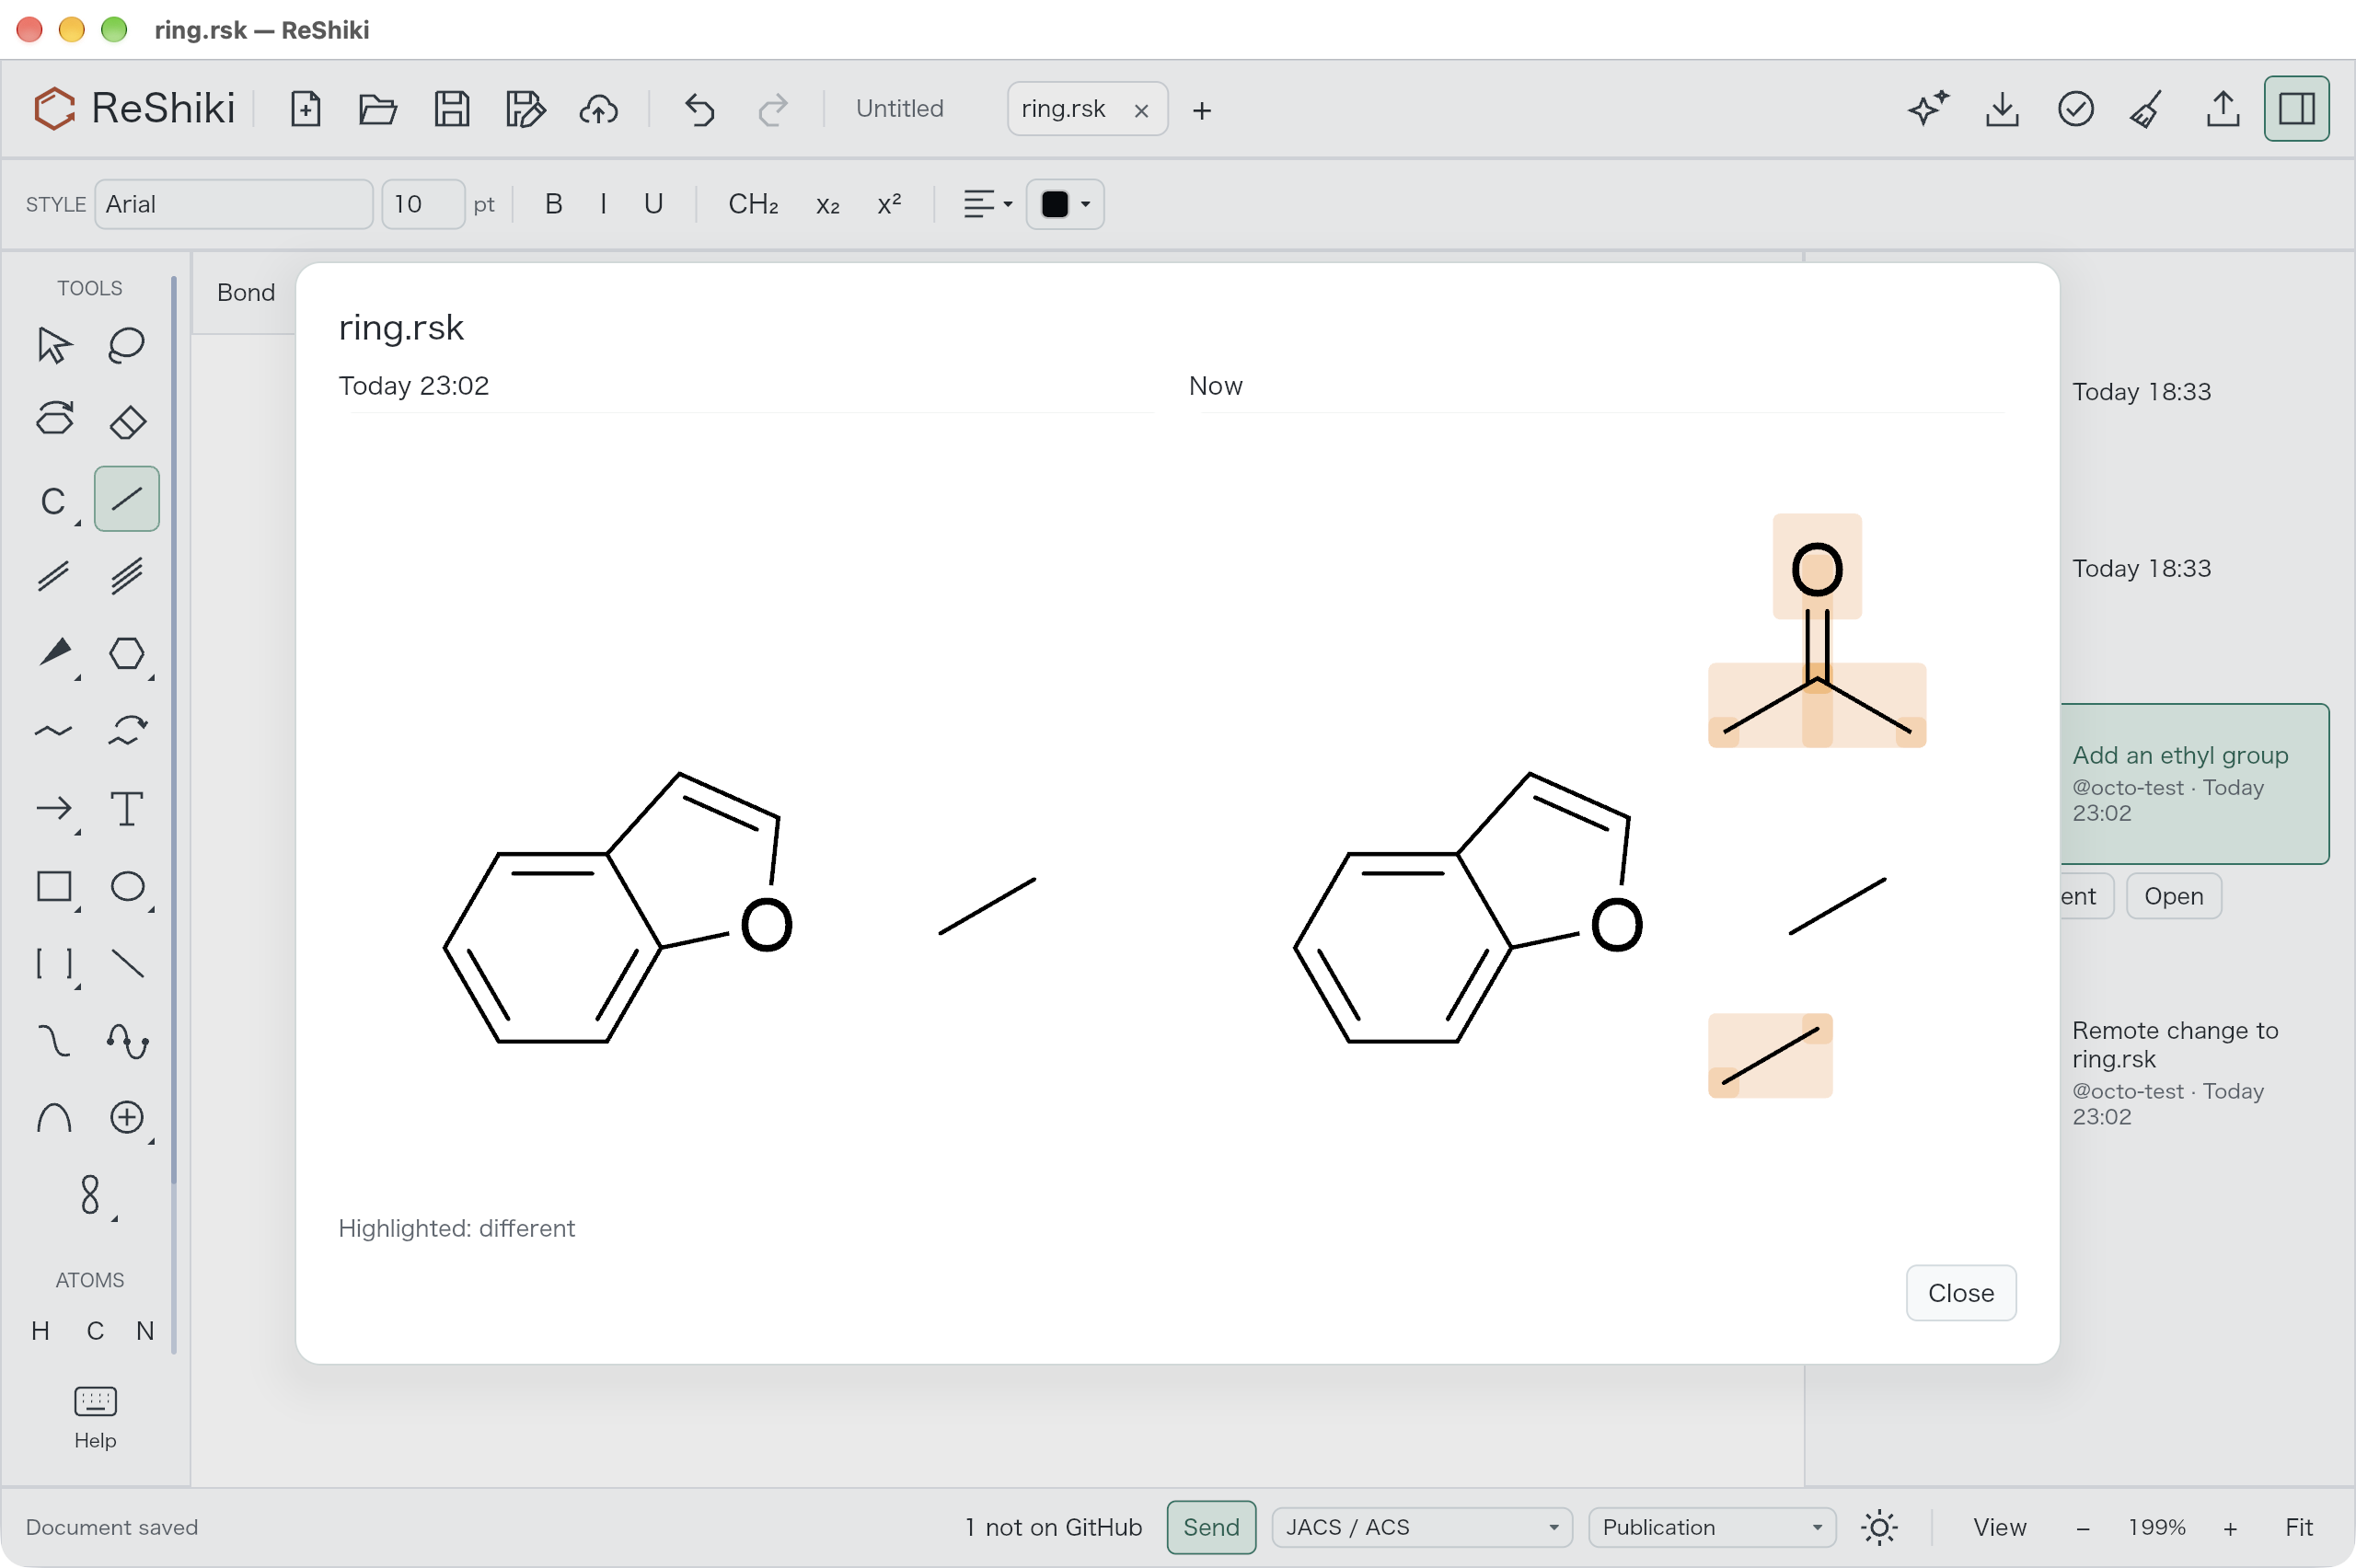 ring.rsk — ReShiki
ReShiki
Untitled
ring.rsk ×
+
STYLE
Arial
10
pt
B I U
CH₂ x₂ x²
TOOLS
C
T
[ ]
ATOMS
H C N
Help
Bond
ring.rsk
Today 23:02
Now
O
O
O
Highlighted: different
Close
Today 18:33
Today 18:33
Add an ethyl group
@octo-test · Today
23:02
Open
Remote change to
ring.rsk
@octo-test · Today
23:02
Document saved
1 not on GitHub
Send
JACS / ACS
Publication
View
− 199% +
Fit